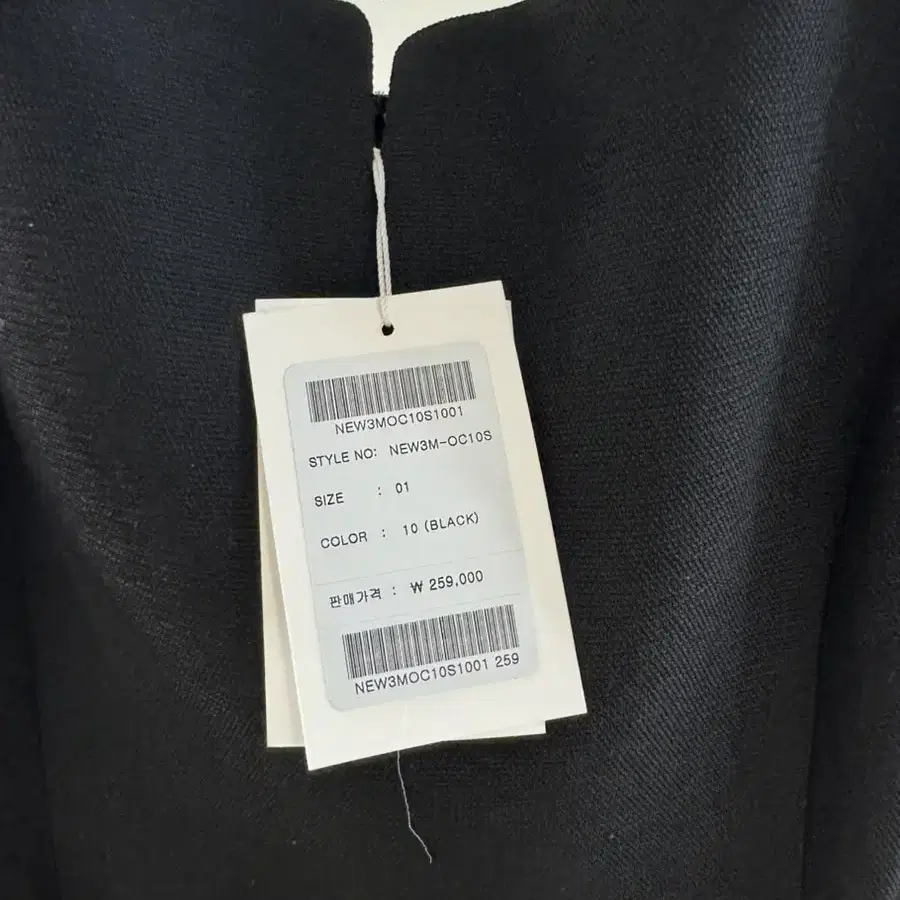 NEW3MOC10S1001
STYLE NO: NEW3M-OC10S
SIZE : 01
COLOR : 10 (BLACK)
판매가격 : ₩ 259,000
NEW3MOC10S1001 259